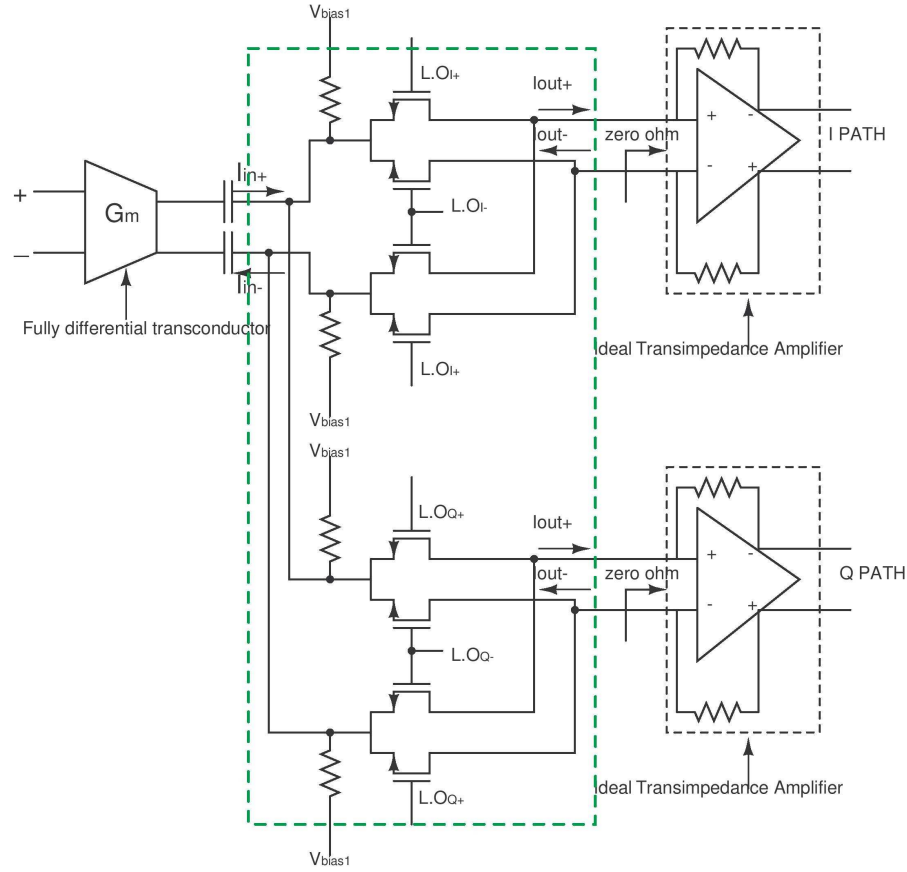 Vbias1
L.OI+
Iout+
Iout-
zero ohm
+
-
-
+
I PATH
Iin+
+
Gm
–
L.OI-
Iin-
Fully differential transconductor
L.OI+
Ideal Transimpedance Amplifier
Vbias1
Vbias1
L.OQ+
Iout+
Iout-
zero ohm
+
-
-
+
Q PATH
L.OQ-
L.OQ+
Ideal Transimpedance Amplifier
Vbias1